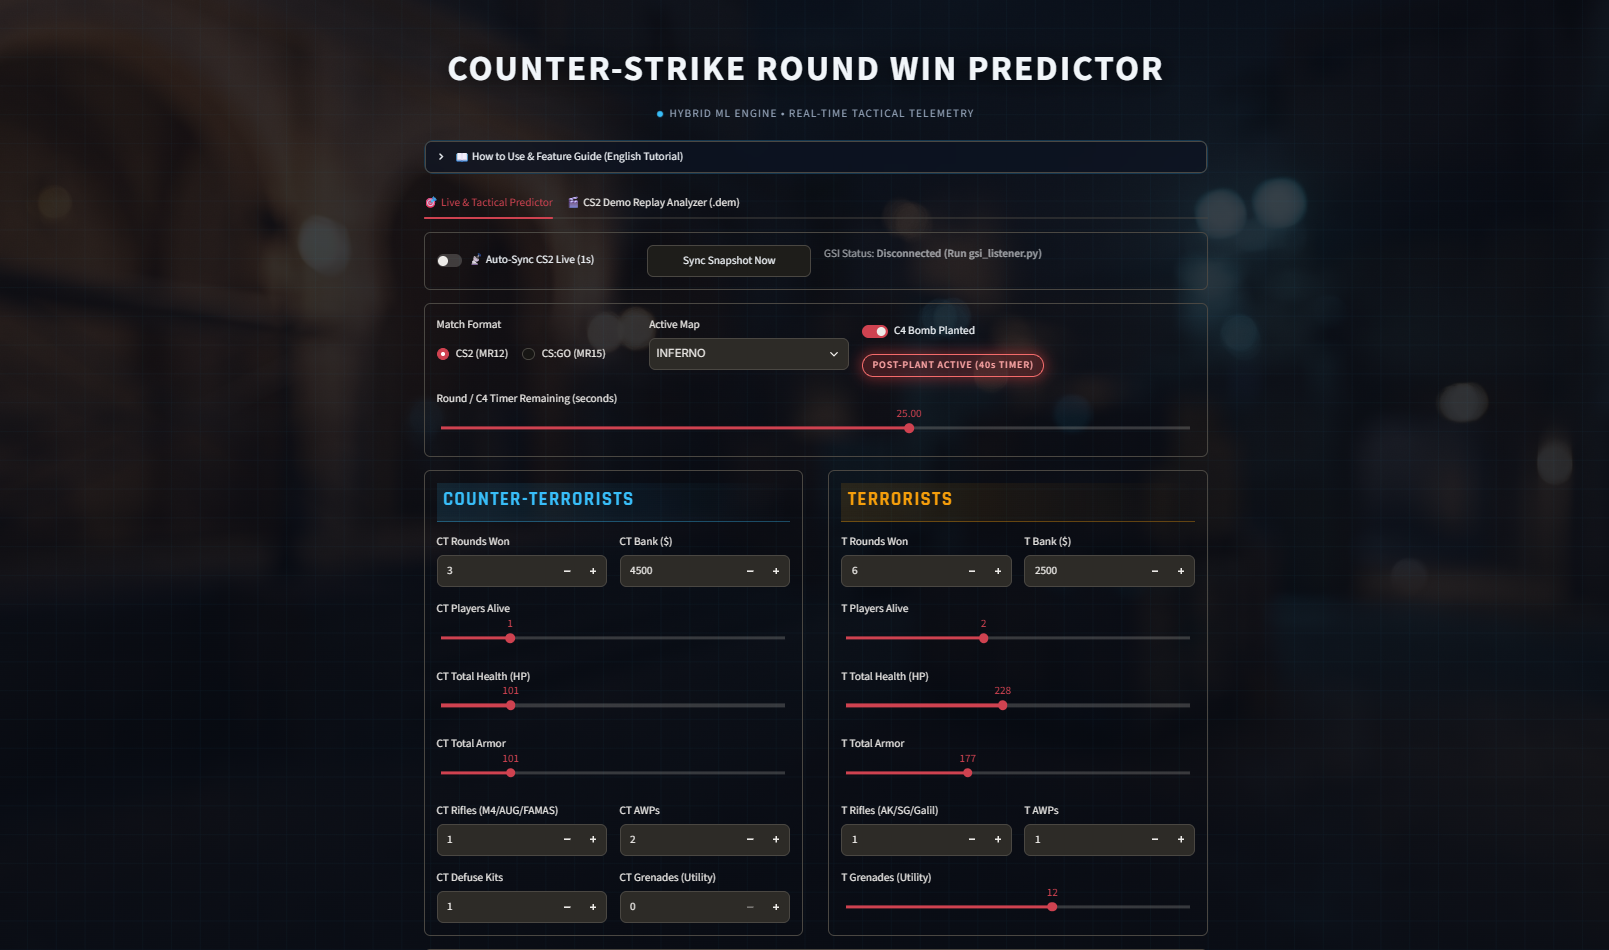 COUNTER-STRIKE ROUND WIN PREDICTOR
HYBRID ML ENGINE • REAL-TIME TACTICAL TELEMETRY
How to Use & Feature Guide (English Tutorial)
Live & Tactical Predictor
CS2 Demo Replay Analyzer (.dem)
Auto-Sync CS2 Live (1s)
Sync Snapshot Now
GSI Status: Disconnected (Run gsi_listener.py)
Match Format
CS2 (MR12)
CS:GO (MR15)
Active Map
INFERNO
C4 Bomb Planted
POST-PLANT ACTIVE (40s TIMER)
Round / C4 Timer Remaining (seconds)
25.00
COUNTER-TERRORISTS
CT Rounds Won
CT Bank ($)
3
4500
CT Players Alive
1
CT Total Health (HP)
101
CT Total Armor
101
CT Rifles (M4/AUG/FAMAS)
CT AWPs
1
2
CT Defuse Kits
CT Grenades (Utility)
1
0
TERRORISTS
T Rounds Won
T Bank ($)
6
2500
T Players Alive
2
T Total Health (HP)
228
T Total Armor
177
T Rifles (AK/SG/Galil)
T AWPs
1
1
T Grenades (Utility)
12